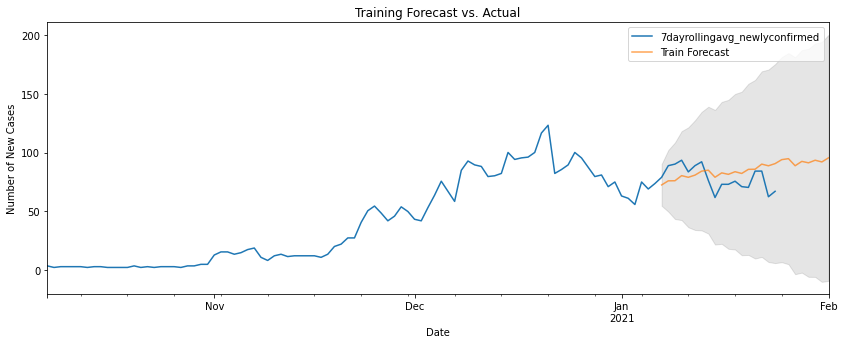 Training Forecast vs. Actual
7dayrollingavg_newlyconfirmed
Train Forecast
200
150
100
50
0
Number of New Cases
Nov
Dec
Jan
2021
Feb
Date